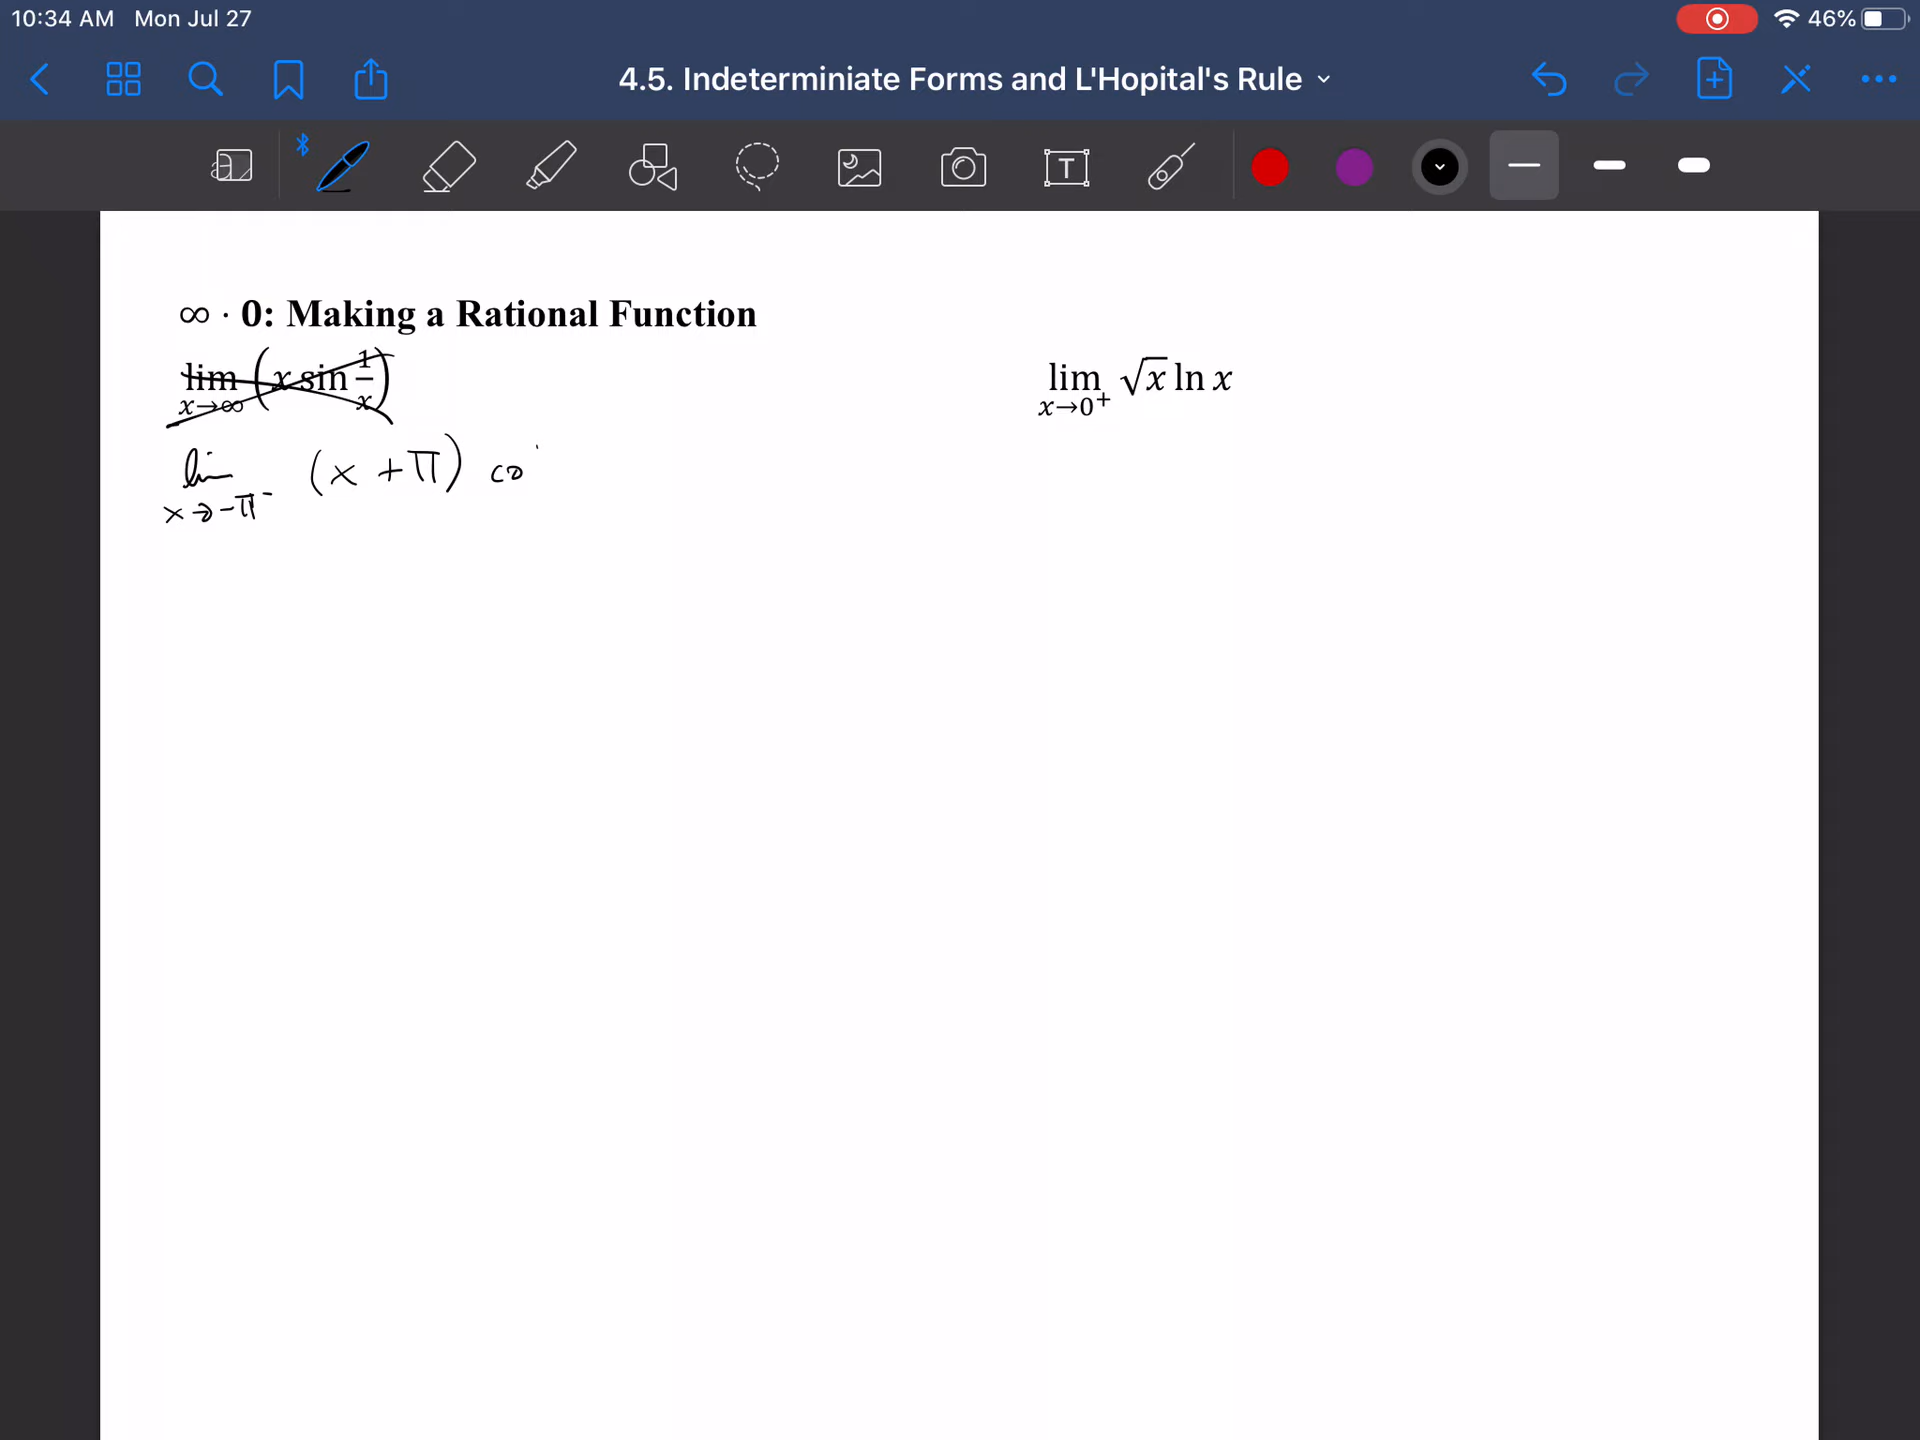 10:34 AM Mon Jul 27
46%
4.5. Indeterminiate Forms and L'Hopital's Rule
T
∞ · 0: Making a Rational Function
lim x→∞ (x sin 1/x)
lim x→0⁺ √x ln x
lim x→-π⁻ (x + π) co